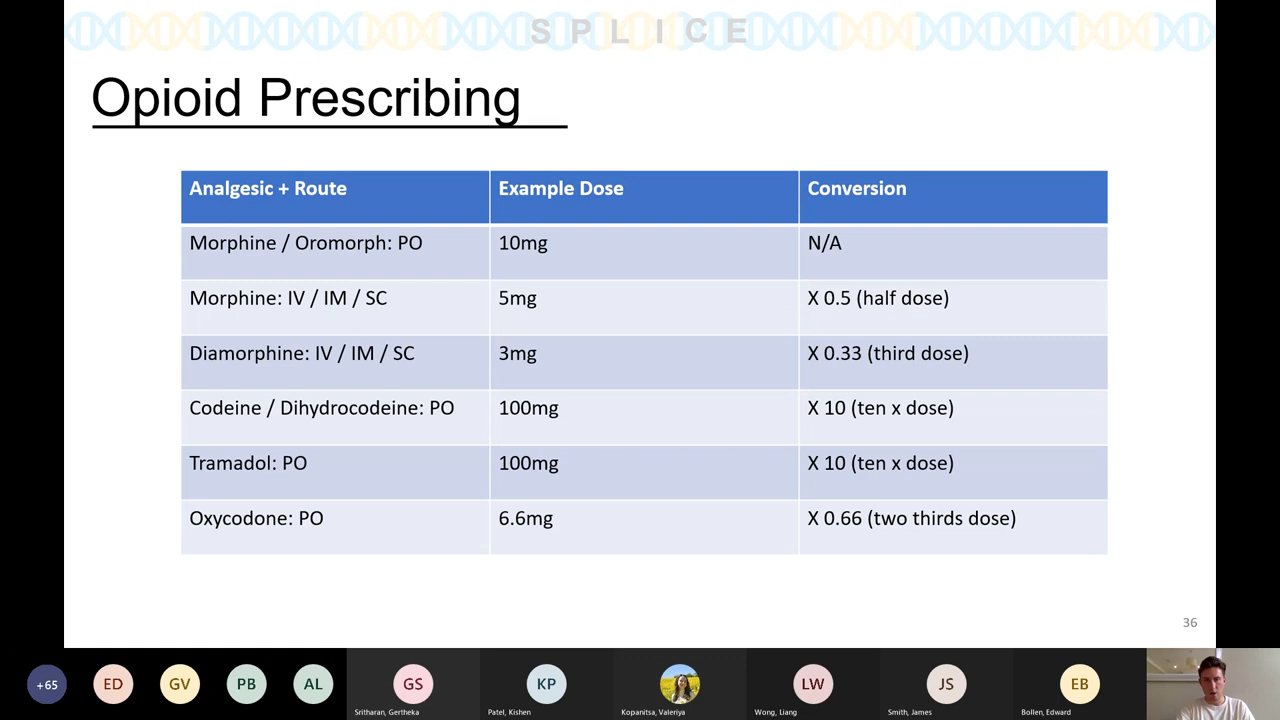 SPLICE
Opioid Prescribing
Analgesic + Route Example Dose Conversion
Morphine / Oromorph: PO 10mg N/A
Morphine: IV / IM / SC 5mg X 0.5 (half dose)
Diamorphine: IV / IM / SC 3mg X 0.33 (third dose)
Codeine / Dihydrocodeine: PO 100mg X 10 (ten x dose)
Tramadol: PO 100mg X 10 (ten x dose)
Oxycodone: PO 6.6mg X 0.66 (two thirds dose)
36
+65 ED GV PB AL GS KP LW JS EB
Sritharan, Gertheka Patel, Kishen Kopanitsa, Valeriya Wong, Liang Smith, James Bollen, Edward